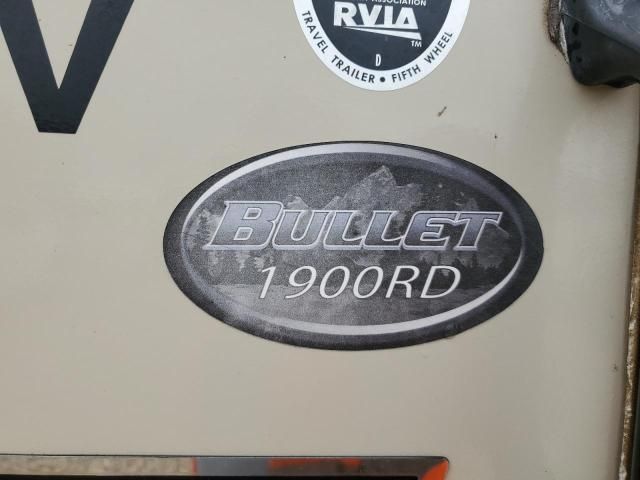 V
ASSOCIATION
RVIA
TM
D
TRAVEL TRAILER • FIFTH WHEEL
BULLET
1900RD